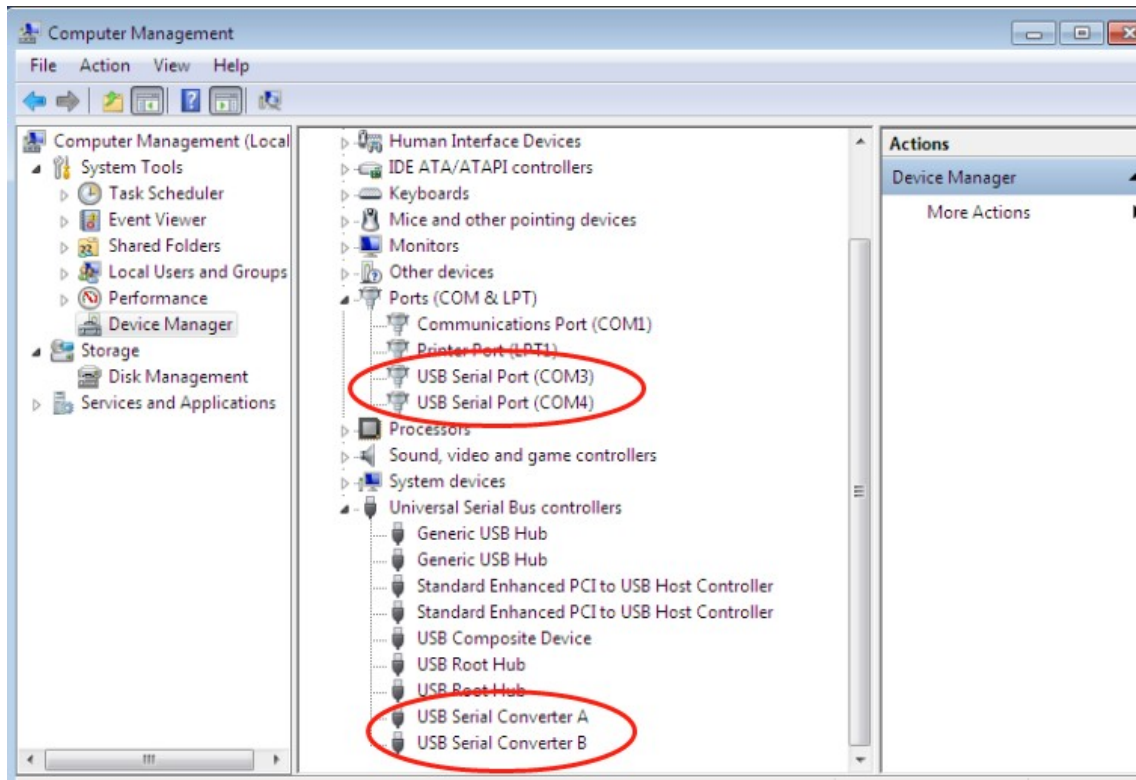 Computer Management
File Action View Help
Computer Management (Local
System Tools
Task Scheduler
Event Viewer
Shared Folders
Local Users and Groups
Performance
Device Manager
Storage
Disk Management
Services and Applications
Human Interface Devices
IDE ATA/ATAPI controllers
Keyboards
Mice and other pointing devices
Monitors
Other devices
Ports (COM & LPT)
Communications Port (COM1)
Printer Port (LPT1)
USB Serial Port (COM3)
USB Serial Port (COM4)
Processors
Sound, video and game controllers
System devices
Universal Serial Bus controllers
Generic USB Hub
Generic USB Hub
Standard Enhanced PCI to USB Host Controller
Standard Enhanced PCI to USB Host Controller
USB Composite Device
USB Root Hub
USB Root Hub
USB Serial Converter A
USB Serial Converter B
Actions
Device Manager
More Actions